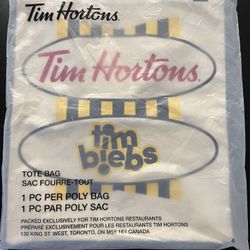 Tim Hortons
Tim Hortons.
tim
biebs
TOTE BAG
SAC FOURRE-TOUT
1 PC PER POLY BAG
1 PC PAR POLY SAC
PACKED EXCLUSIVELY FOR TIM HORTONS RESTAURANTS
PRÉPARÉ EXCLUSIVEMENT POUR LES RESTAURANTS TIM HORTONS
130 KING ST. WEST, TORONTO, ON M5X 1E1 CANADA